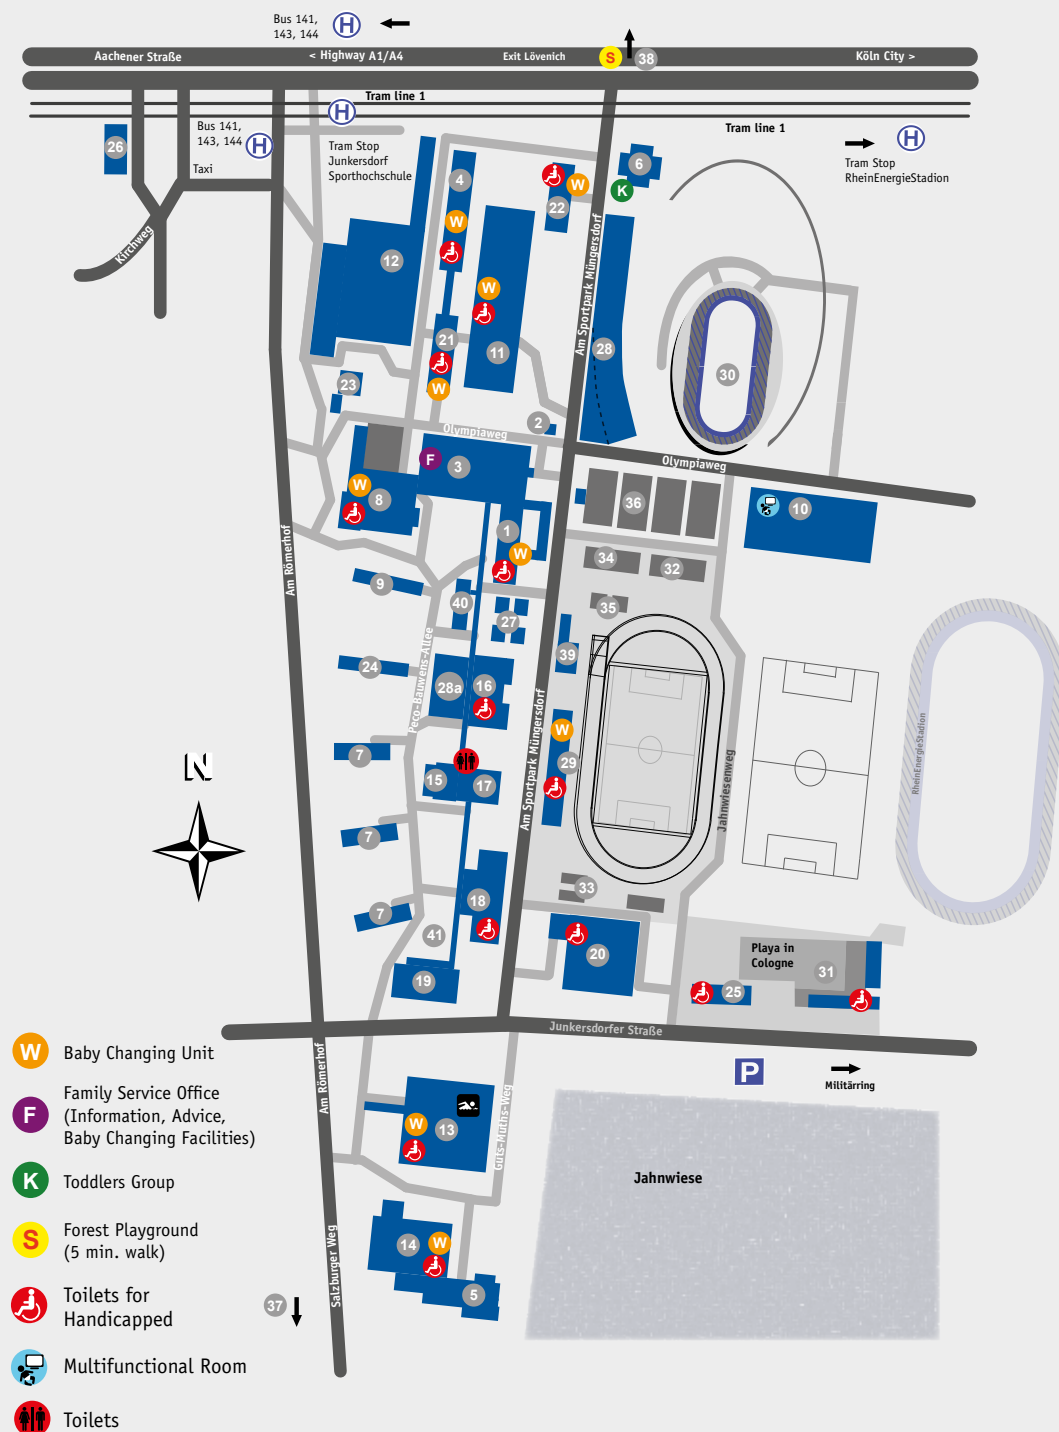 Bus 141,
143, 144
H
Aachener Straße
< Highway A1/A4
Exit Lövenich
S
38
Köln City >
Tram line 1
H
Tram line 1
Bus 141,
143, 144
H
Taxi
26
Tram Stop
Junkersdorf
Sporthochschule
H
Tram Stop
RheinEnergieStadion
Kirchweg
4
W
12
W
22
6
K
Am Sportpark Müngersdorf
W
11
21
W
28
30
23
2
Olympiaweg
Olympiaweg
F
3
W
8
36
10
1
W
34
32
35
Am Römerhof
9
40
27
39
24
28a
16
Peco-Bauwens-Allee
Am Sportpark Müngersdorf
W
29
7
15
17
Jahnwiesenweg
RheinEnergieStadion
N
7
7
18
33
41
20
19
Playa in
Cologne
31
25
Junkersdorfer Straße
P
Militärring
Am Römerhof
W
13
Guts-Muths-Weg
Jahnwiese
14
W
5
Salzburger Weg
37
W
Baby Changing Unit
F
Family Service Office
(Information, Advice,
Baby Changing Facilities)
K
Toddlers Group
S
Forest Playground
(5 min. walk)
Toilets for
Handicapped
Multifunctional Room
Toilets